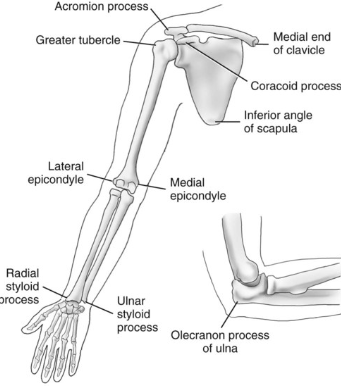 Acromion process
Greater tubercle
Medial end
of clavicle
Coracoid process
Inferior angle
of scapula
Lateral
epicondyle
Medial
epicondyle
Radial
styloid
process
Ulnar
styloid
process
Olecranon process
of ulna